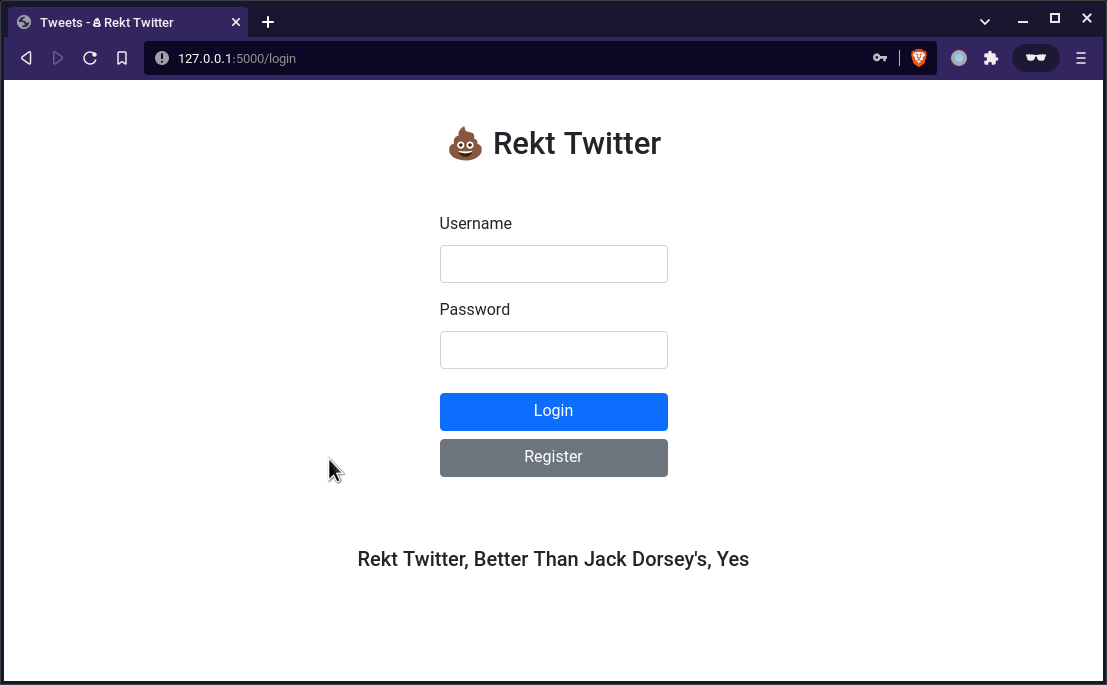 Tweets - 💩 Rekt Twitter
127.0.0.1:5000/login
💩 Rekt Twitter
Username
Password
Login
Register
Rekt Twitter, Better Than Jack Dorsey's, Yes